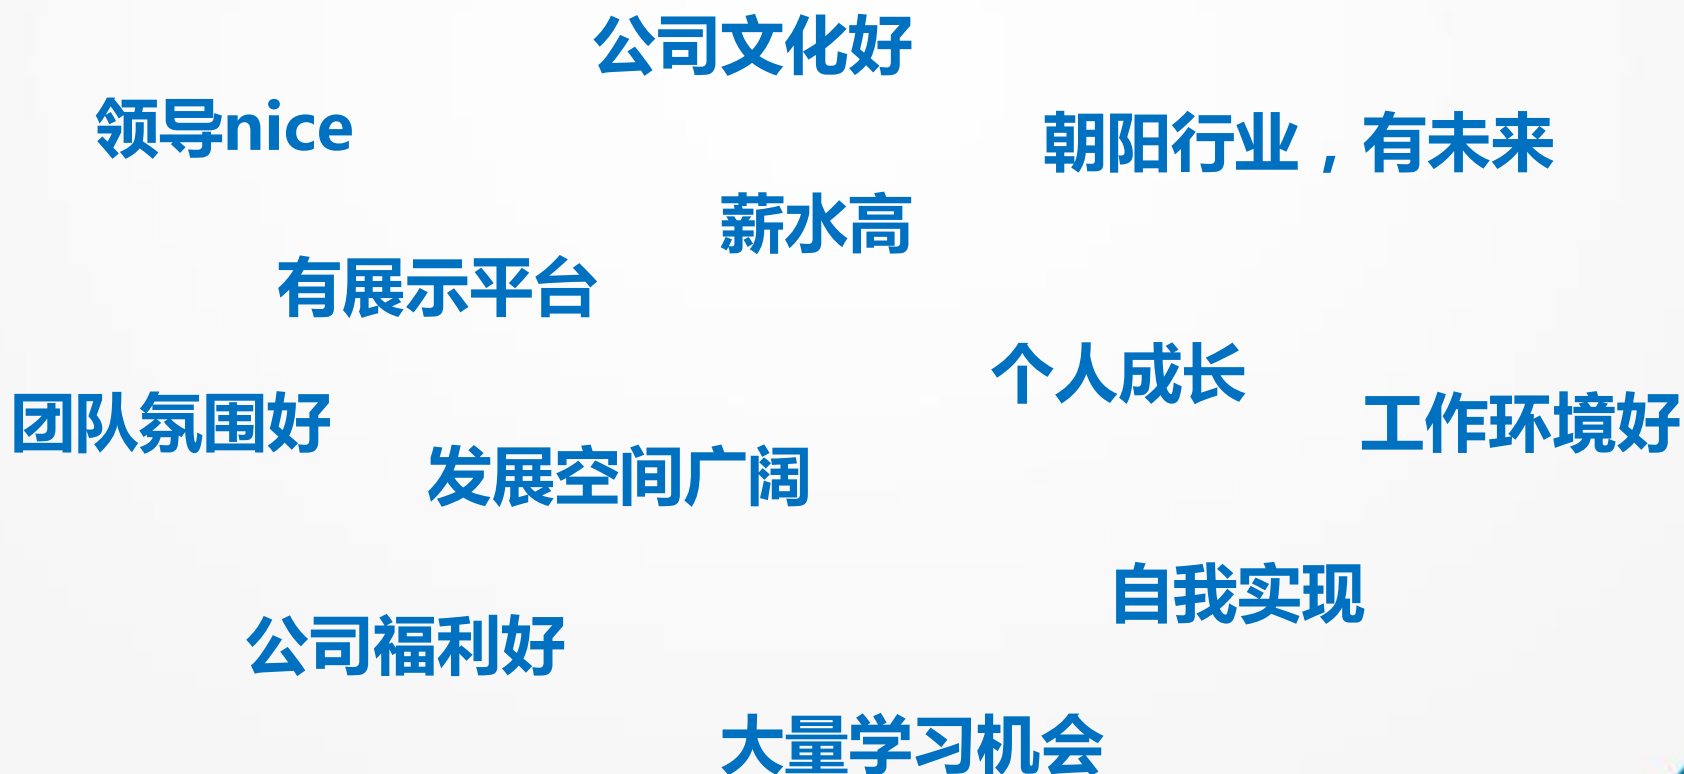 公司文化好
领导nice
朝阳行业，有未来
薪水高
有展示平台
个人成长
团队氛围好
工作环境好
发展空间广阔
自我实现
公司福利好
大量学习机会